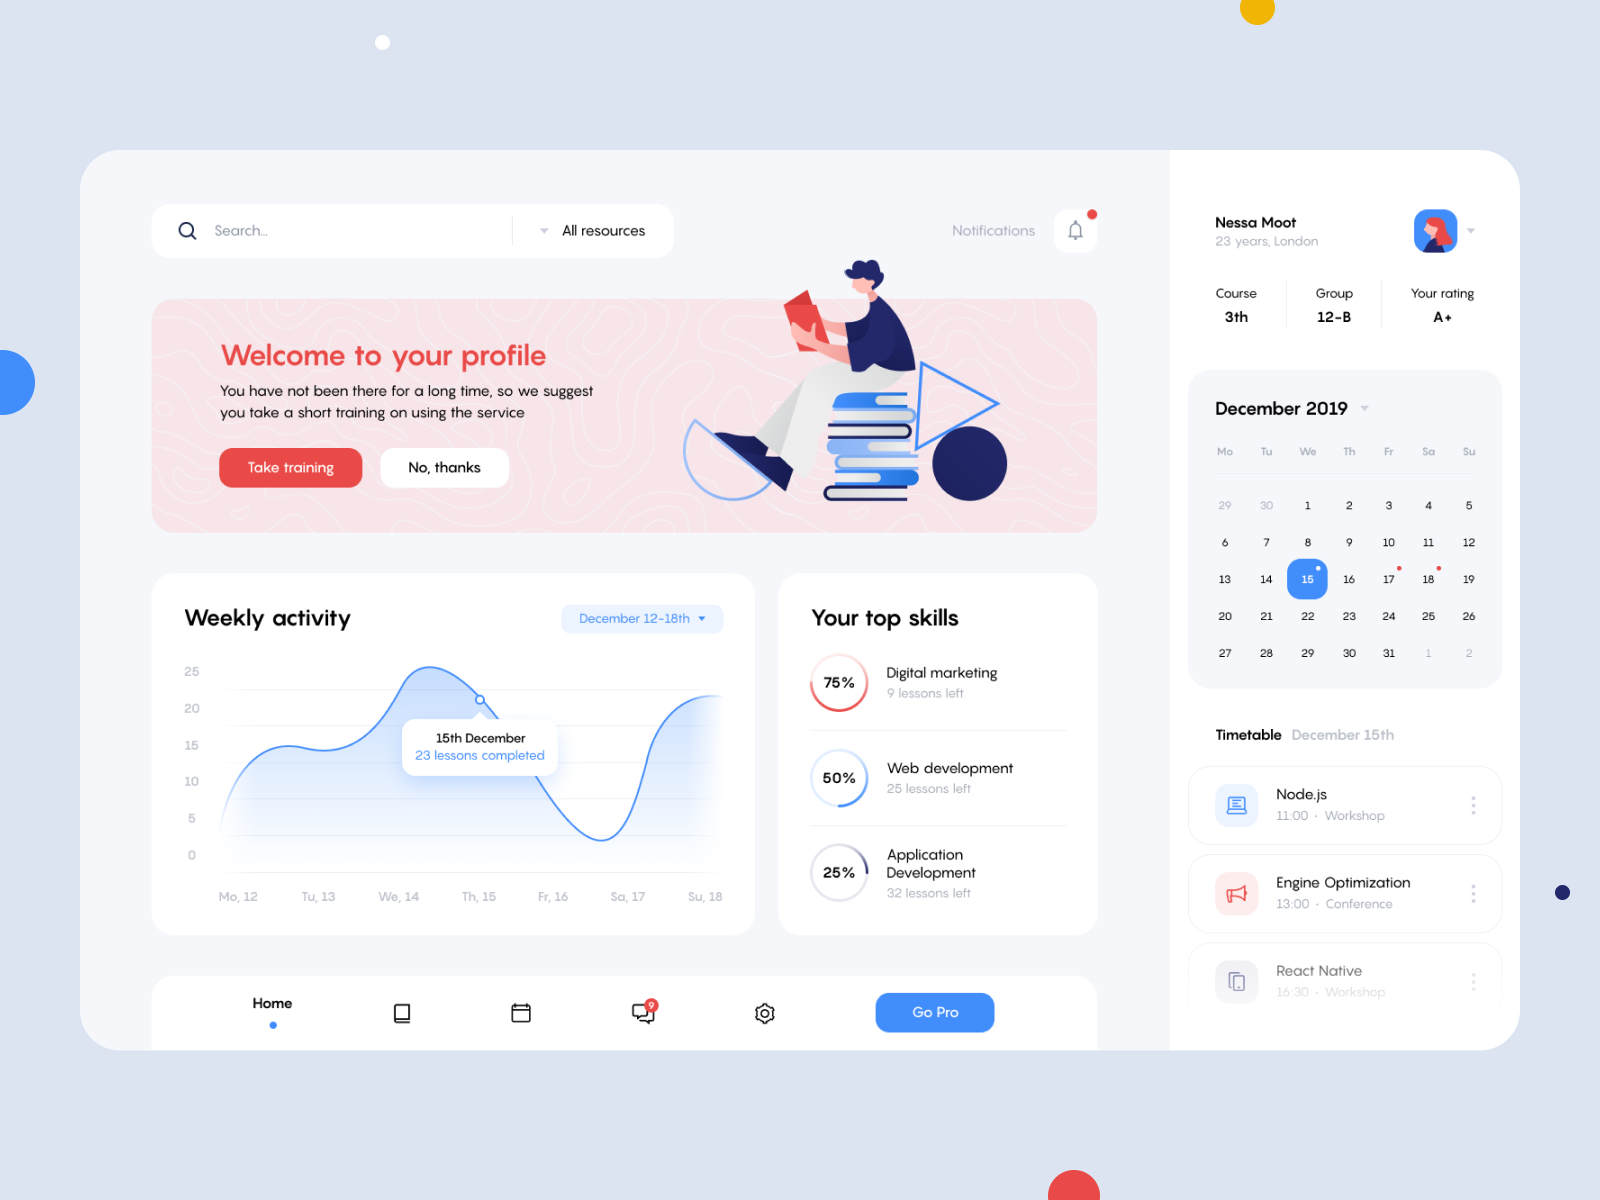 Search...
All resources
Notifications
Welcome to your profile
You have not been there for a long time, so we suggest
you take a short training on using the service
Take training
No, thanks
Weekly activity
December 12-18th
25
20
15
10
5
0
15th December
23 lessons completed
Mo, 12 Tu, 13 We, 14 Th, 15 Fr, 16 Sa, 17 Su, 18
Your top skills
75%
Digital marketing
9 lessons left
50%
Web development
25 lessons left
25%
Application
Development
32 lessons left
Home
9
Go Pro
Nessa Moot
23 years, London
Course Group Your rating
3th 12-B A+
December 2019
Mo Tu We Th Fr Sa Su
29 30 1 2 3 4 5
6 7 8 9 10 11 12
13 14 15 16 17 18 19
20 21 22 23 24 25 26
27 28 29 30 31 1 2
Timetable December 15th
Node.js
11:00 · Workshop
Engine Optimization
13:00 · Conference
React Native
16:30 · Workshop